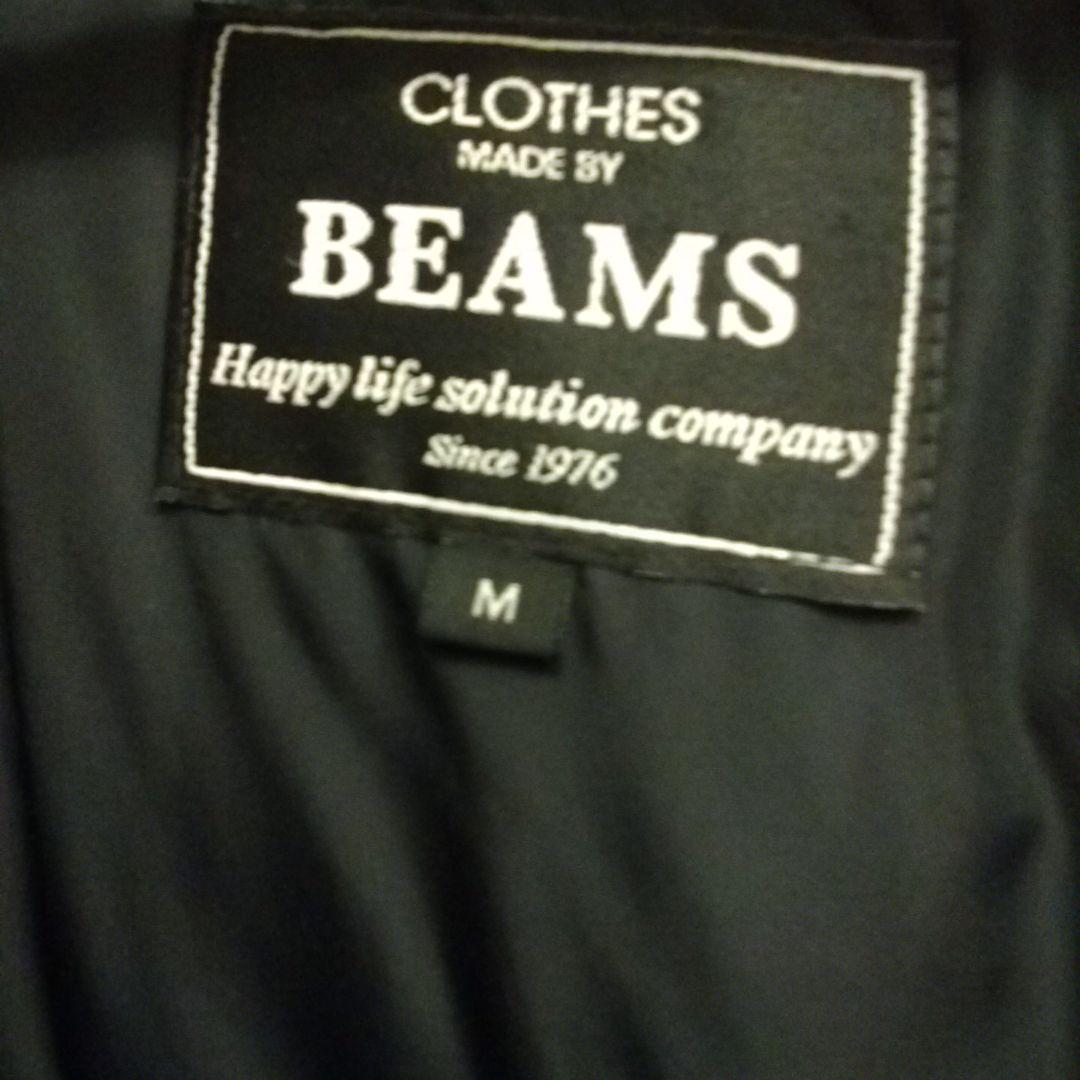 CLOTHES
MADE BY
BEAMS
Happy life solution company
Since 1976
M